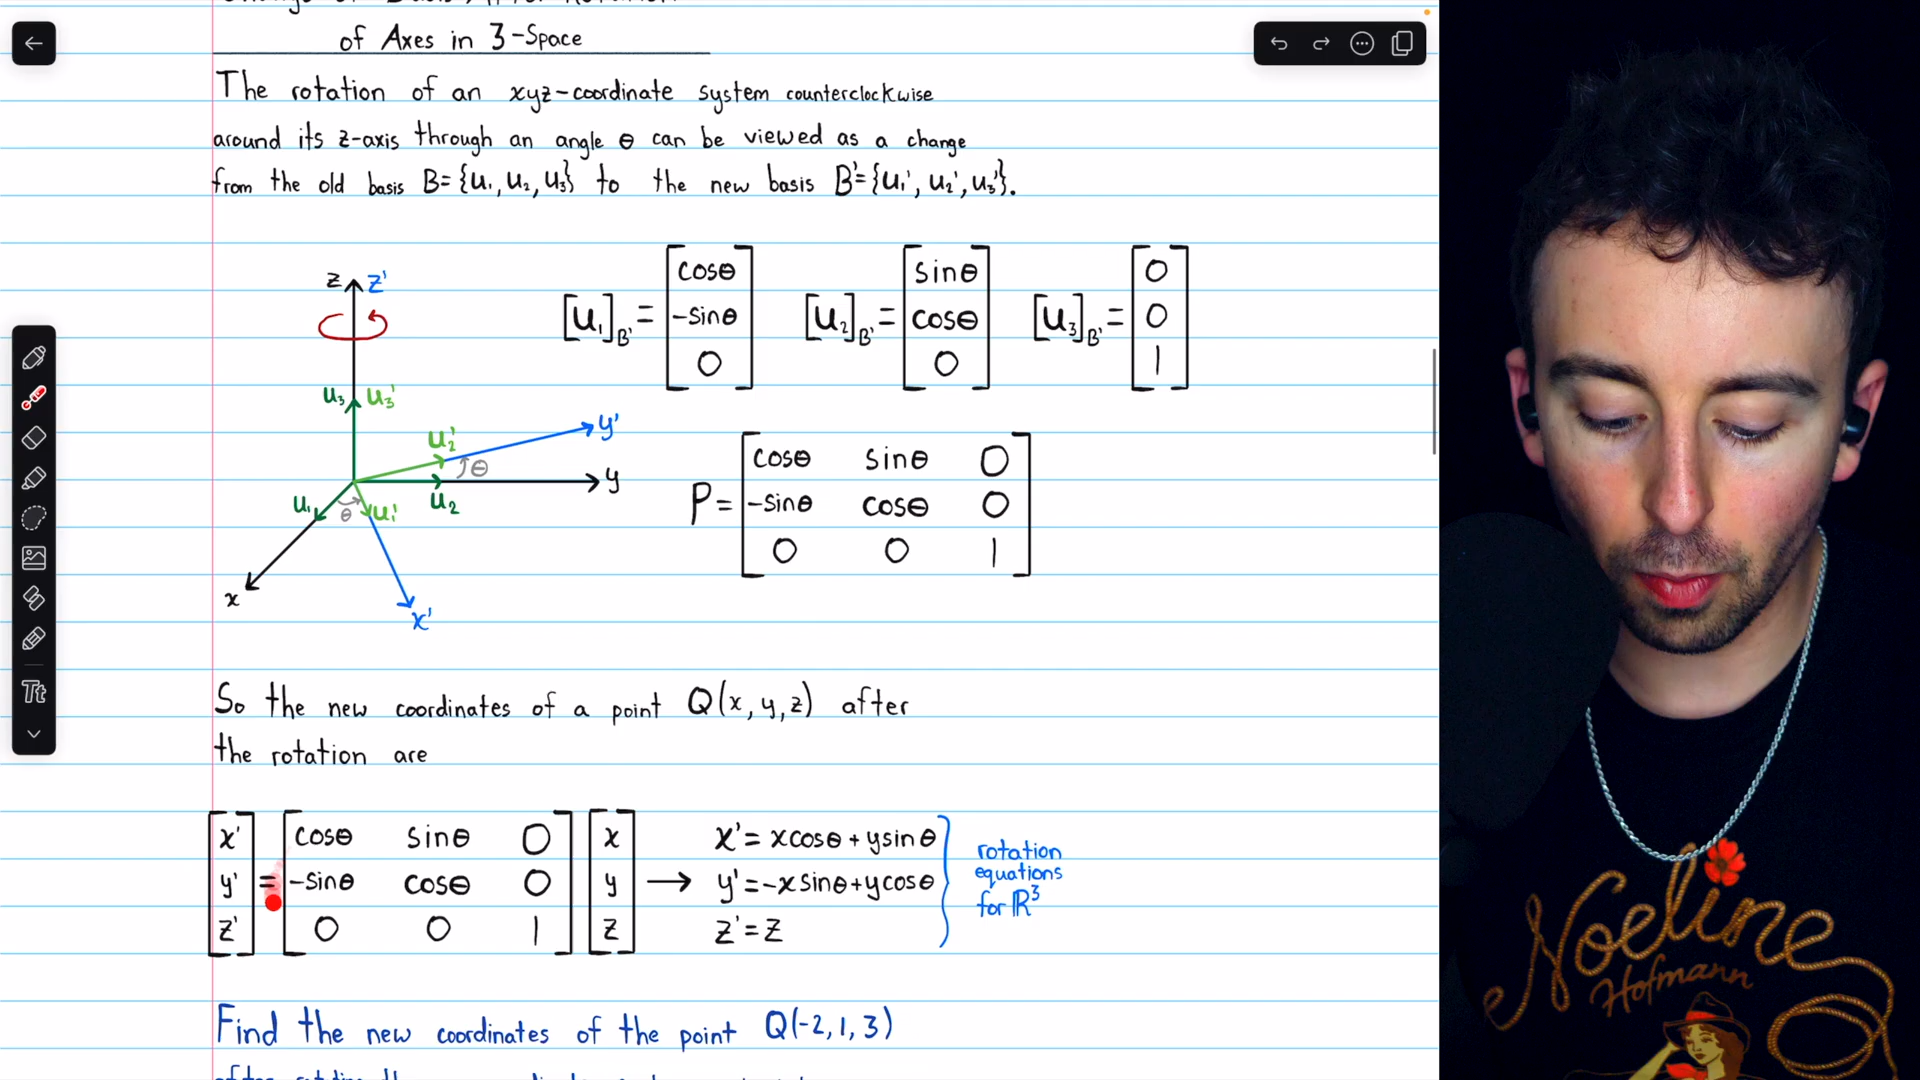 of Axes in 3-Space
The rotation of an xyz-coordinate system counterclockwise
around its z-axis through an angle θ can be viewed as a change
from the old basis B={u₁, u₂, u₃} to the new basis B'={u₁', u₂', u₃'}.
[u₁]B' = [cosθ -sinθ 0] [u₂]B' = [sinθ cosθ 0] [u₃]B' = [0 0 1]
z z'
u₃ u₃'
y'
u₂'
θ
y
u₂
u₁
θ
u₁'
x
x'
P = [cosθ sinθ 0
-sinθ cosθ 0
0 0 1]
So the new coordinates of a point Q(x, y, z) after
the rotation are
[x'] [cosθ sinθ 0] [x] x' = xcosθ + ysinθ
[y'] = [-sinθ cosθ 0] [y] → y' = -xsinθ + ycosθ
[z'] [0 0 1] [z] z' = z
rotation
equations
for ℝ³
Find the new coordinates of the point Q(-2, 1, 3)
Tt
Noeline
Hofmann